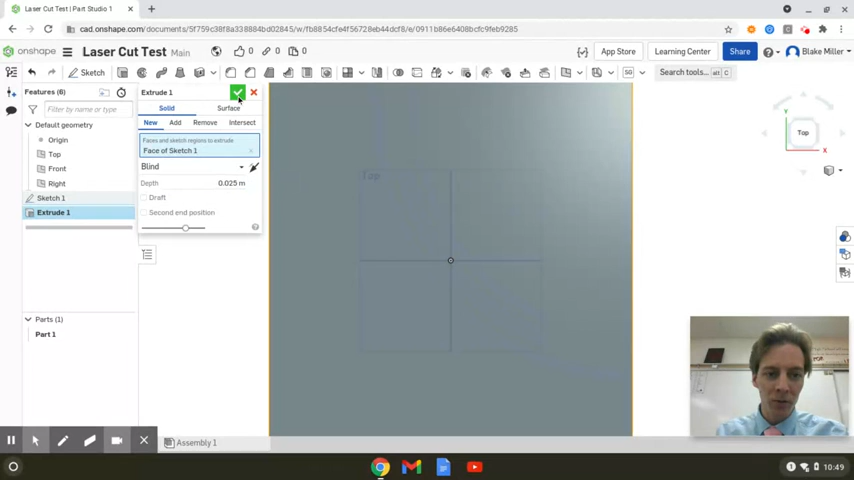 onshape | Part Studio 1
cad.onshape.com/documents/5f759c38f8a338884bd02845/w/fb8854cfe4f56728eb44dcf8/e/0911b86e6408bcfc9feb9285
onshape
Laser Cut Test
Main
0
0
0
App Store
Learning Center
Share
Blake Miller
Sketch
Search tools...
alt
C
Features (6)
Filter by name or type
Default geometry
Origin
Top
Front
Right
Sketch 1
Extrude 1
Parts (1)
Part 1
Extrude 1
Solid
Surface
New
Add
Remove
Intersect
Faces and sketch regions to extrude
Face of Sketch 1
Blind
Depth
0.025 m
Draft
Second end position
Top
Y
Top
X
Assembly 1
10:49